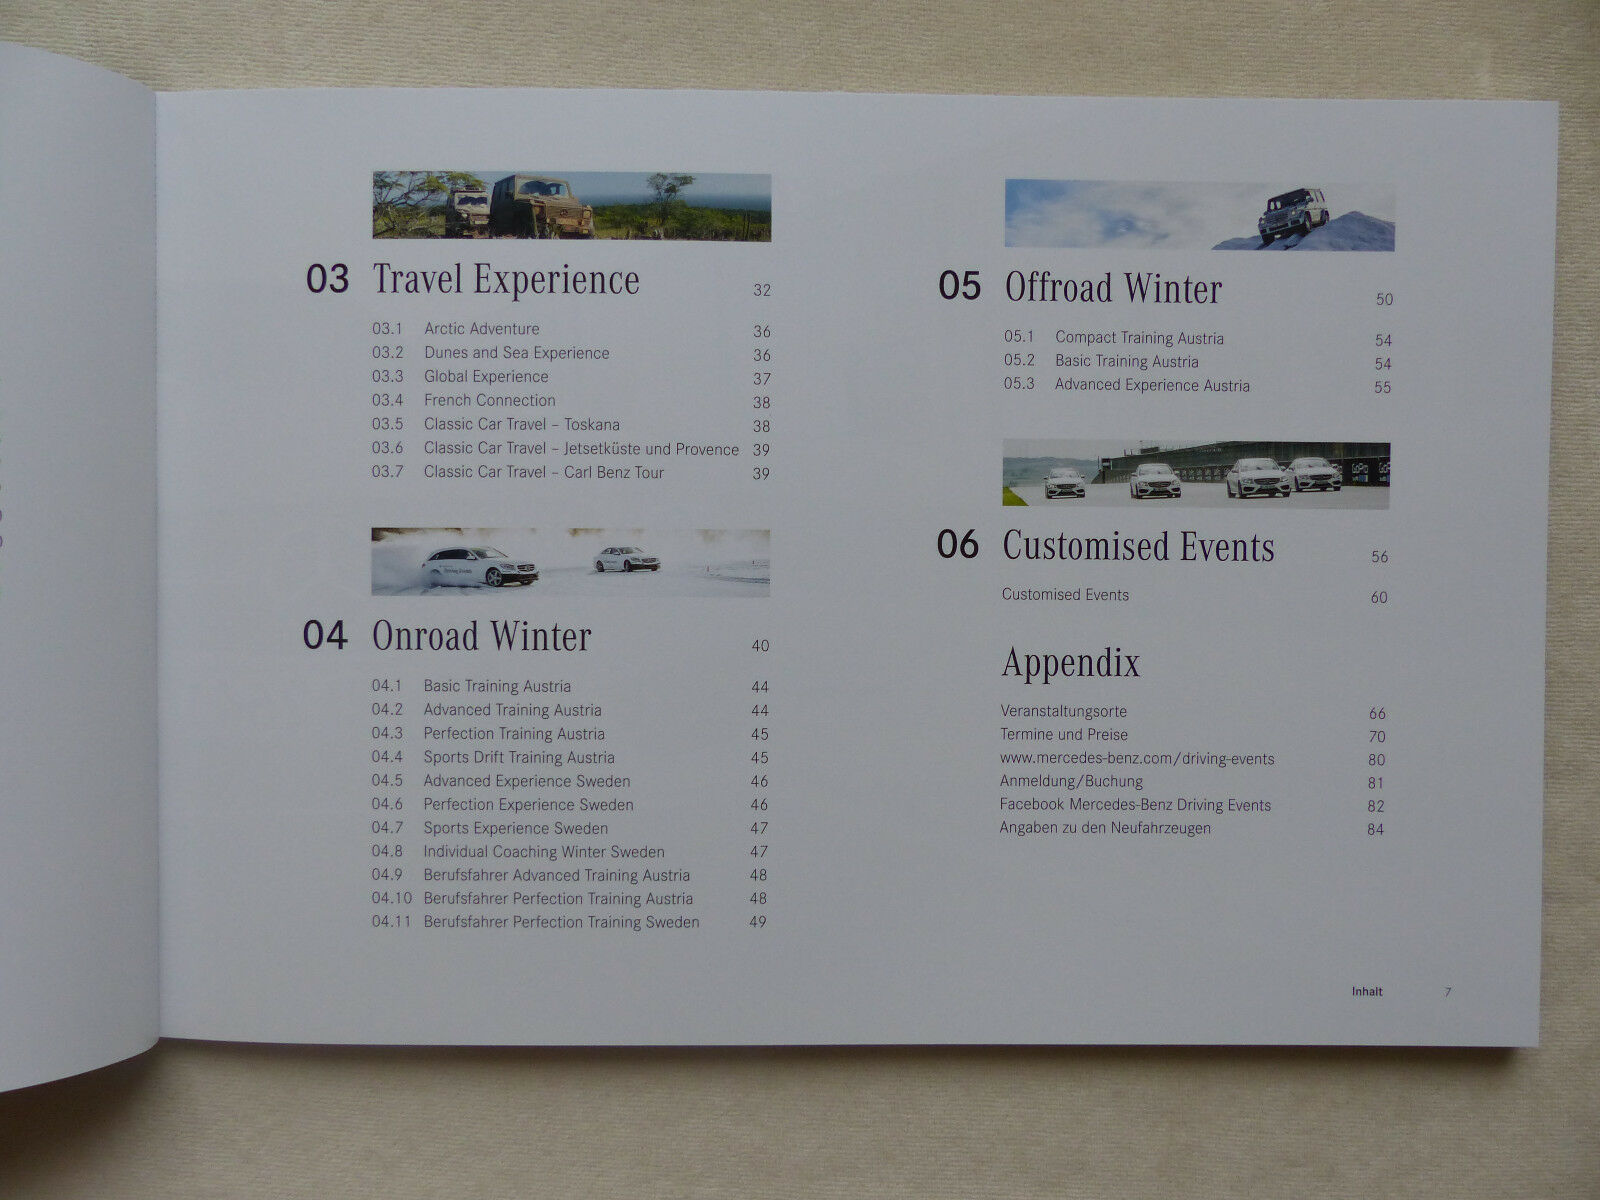 03 Travel Experience 32
03.1 Arctic Adventure 36
03.2 Dunes and Sea Experience 36
03.3 Global Experience 37
03.4 French Connection 38
03.5 Classic Car Travel – Toskana 38
03.6 Classic Car Travel – Jetsetküste und Provence 39
03.7 Classic Car Travel – Carl Benz Tour 39
04 Onroad Winter 40
04.1 Basic Training Austria 44
04.2 Advanced Training Austria 44
04.3 Perfection Training Austria 45
04.4 Sports Drift Training Austria 45
04.5 Advanced Experience Sweden 46
04.6 Perfection Experience Sweden 46
04.7 Sports Experience Sweden 47
04.8 Individual Coaching Winter Sweden 47
04.9 Berufsfahrer Advanced Training Austria 48
04.10 Berufsfahrer Perfection Training Austria 48
04.11 Berufsfahrer Perfection Training Sweden 49
05 Offroad Winter 50
05.1 Compact Training Austria 54
05.2 Basic Training Austria 54
05.3 Advanced Experience Austria 55
GoPro
06 Customised Events 56
Customised Events 60
Appendix
Veranstaltungsorte 66
Termine und Preise 70
www.mercedes-benz.com/driving-events 80
Anmeldung/Buchung 81
Facebook Mercedes-Benz Driving Events 82
Angaben zu den Neufahrzeugen 84
Inhalt 7